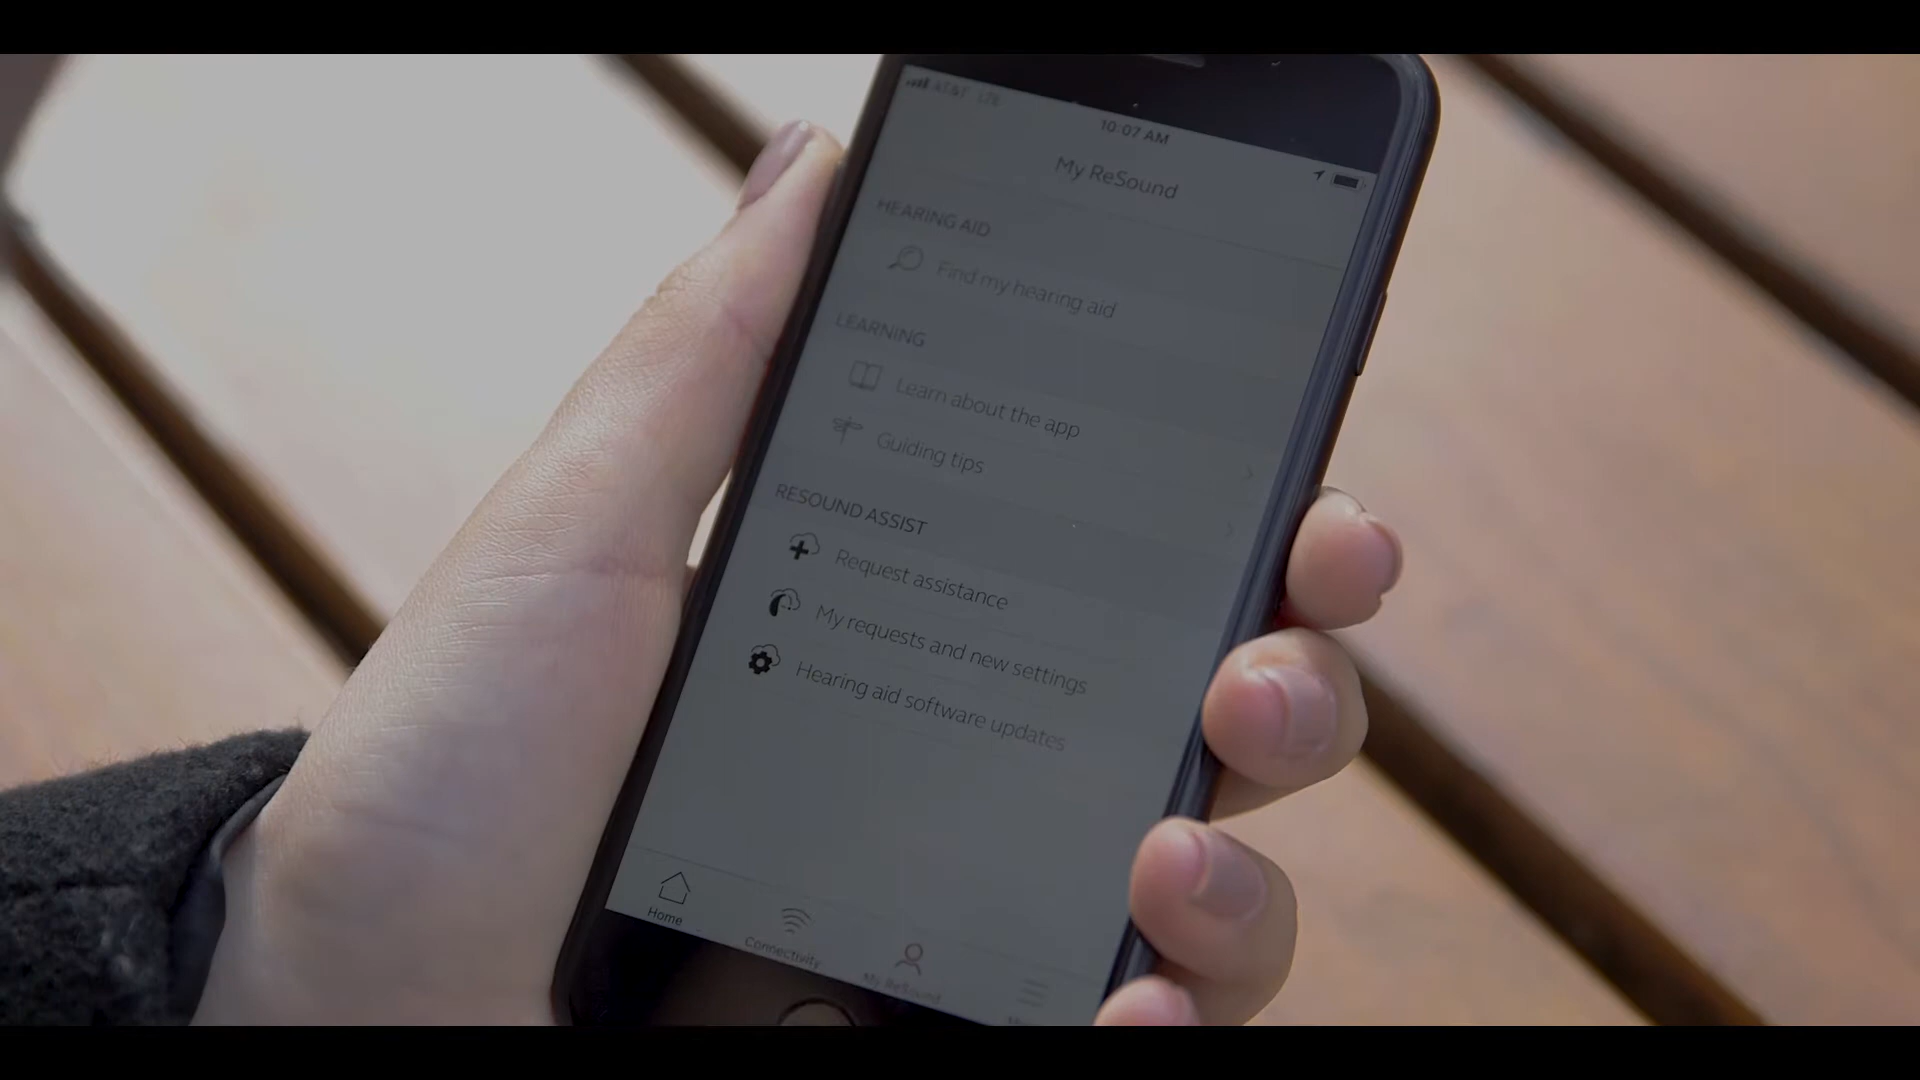 AT&T LTE
10:07 AM
My ReSound
HEARING AID
Find my hearing aid
LEARNING
Learn about the app
Guiding tips
RESOUND ASSIST
Request assistance
My requests and new settings
Hearing aid software updates
Home
Connectivity
My ReSound